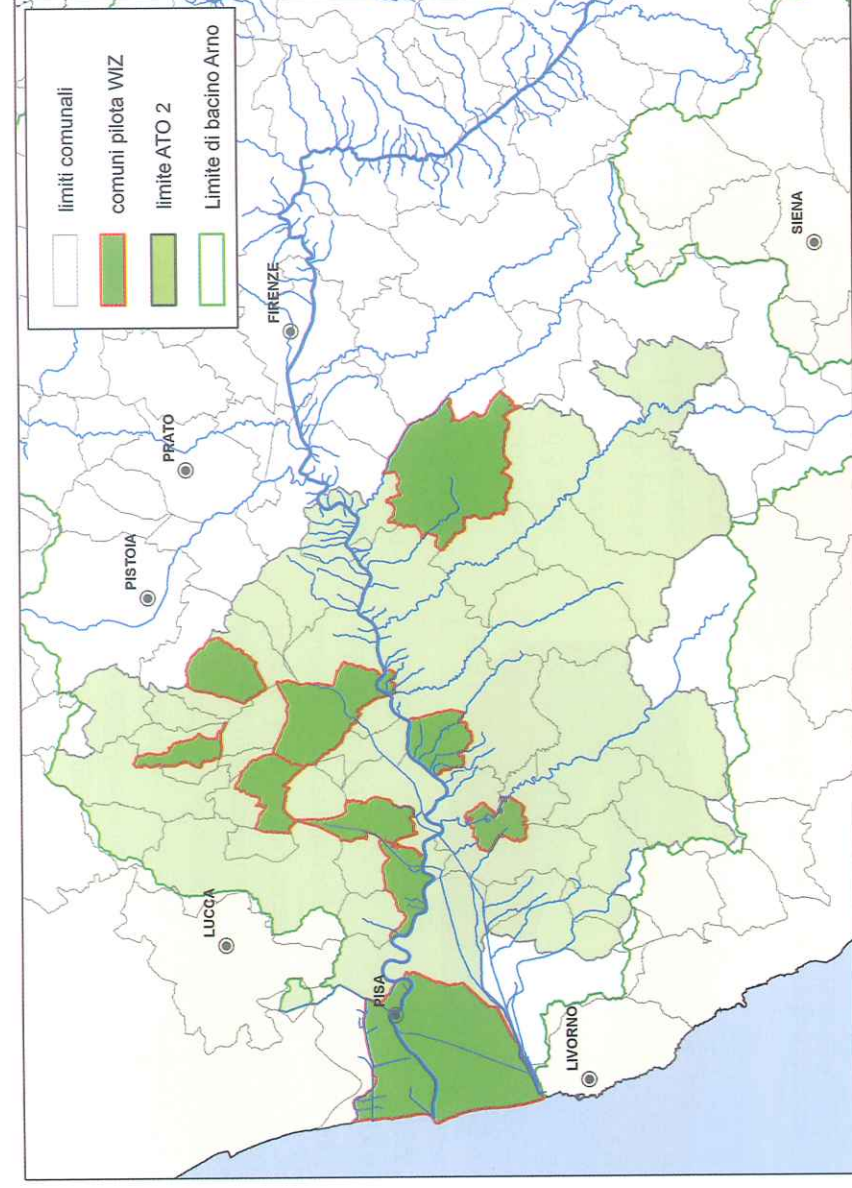 limiti comunali
comuni pilota WIZ
limite ATO 2
Limite di bacino Arno
FIRENZE
PRATO
PISTOIA
LUCCA
PISA
LIVORNO
SIENA